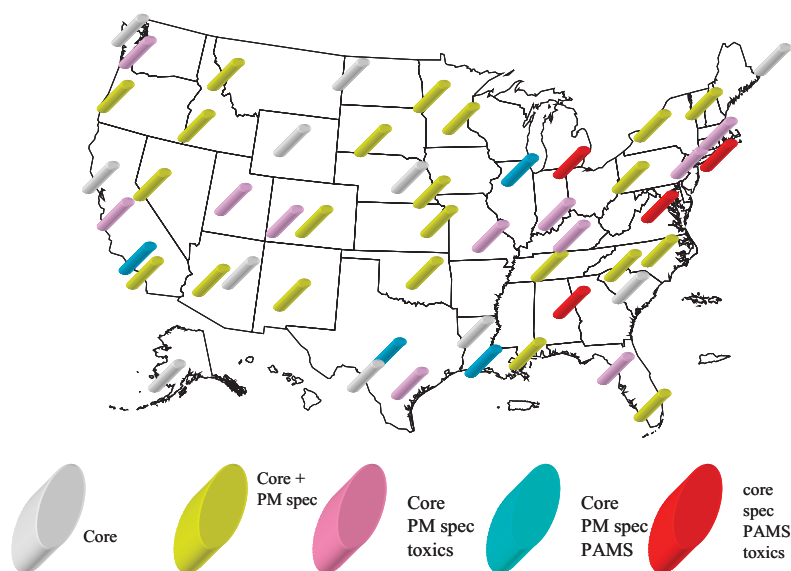 Core
Core +
PM spec
Core
PM spec
toxics
Core
PM spec
PAMS
core
spec
PAMS
toxics